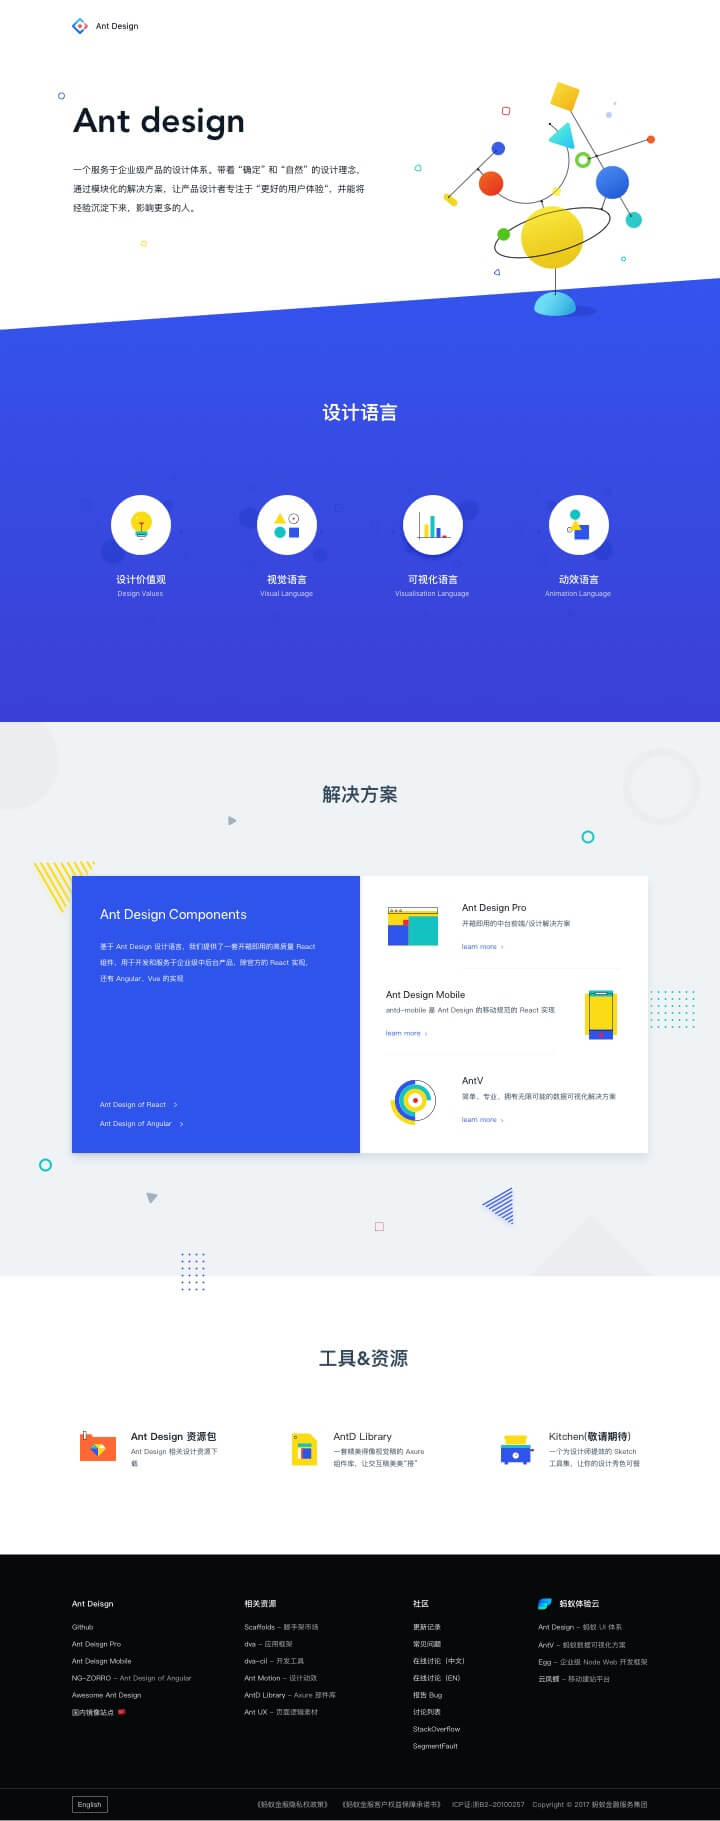 Ant Design
Ant design
一个服务于企业级产品的设计体系。带着“确定”和“自然”的设计理念，
通过模块化的解决方案，让产品设计者专注于“更好的用户体验”，并能将
经验沉淀下来，影响更多的人。
设计语言
设计价值观
Design Values
视觉语言
Visual Language
可视化语言
Visualisation Language
动效语言
Animation Language
解决方案
Ant Design Components
基于 Ant Design 设计语言，我们提供了一套开箱即用的高质量 React
组件，用于开发和服务于企业级中后台产品，除官方的 React 实现，
还有 Angular、Vue 的实现
Ant Design of React >
Ant Design of Angular >
Ant Design Pro
开箱即用的中台前端/设计解决方案
learn more >
Ant Design Mobile
antd-mobile 是 Ant Design 的移动规范的 React 实现
learn more >
AntV
简单、专业、拥有无限可能的数据可视化解决方案
learn more >
工具&资源
Ant Design 资源包
Ant Design 相关设计资源下
载
AntD Library
一套精美得像视觉稿的 Axure
组件库，让交互稿美美“搭”
Kitchen(敬请期待)
一个为设计师提效的 Sketch
工具集，让你的设计秀色可餐
Ant Deisgn
Github
Ant Deisgn Pro
Ant Deisgn Mobile
NG-ZORRO - Ant Design of Angular
Awesome Ant Design
国内镜像站点
相关资源
Scaffolds - 脚手架市场
dva - 应用框架
dva-cli - 开发工具
Ant Motion - 设计动效
AntD Library - Axure 部件库
Ant UX - 页面逻辑素材
社区
更新记录
常见问题
在线讨论（中文）
在线讨论（EN）
报告 Bug
讨论列表
StackOverflow
SegmentFault
蚂蚁体验云
Ant Design - 蚂蚁 UI 体系
AntV - 蚂蚁数据可视化方案
Egg - 企业级 Node Web 开发框架
云凤蝶 - 移动建站平台
English
《蚂蚁金服隐私权政策》 《蚂蚁金服客户权益保障承诺书》 ICP证:浙B2-20100257 Copyright © 2017 蚂蚁金融服务集团